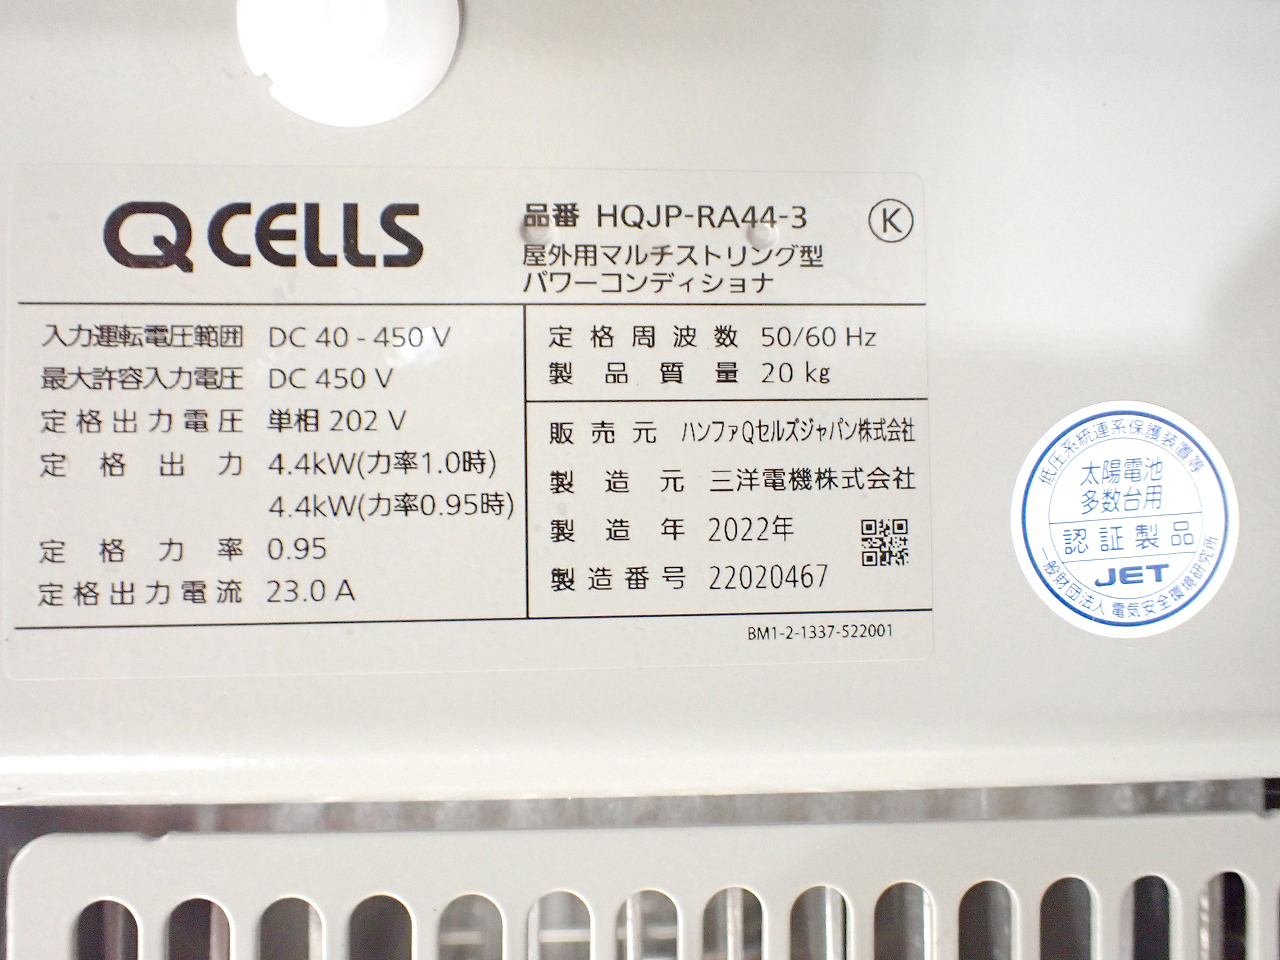 Q CELLS
品番 HQJP-RA44-3
K
屋外用マルチストリング型
パワーコンディショナ
入力運転電圧範囲 DC 40 - 450 V
最大許容入力電圧 DC 450 V
定格出力電圧 単相 202 V
定格出力 4.4kW(力率1.0時)
4.4kW(力率0.95時)
定格力率 0.95
定格出力電流 23.0 A
定格周波数 50/60 Hz
製品質量 20 kg
販売元 ハンファQセルズジャパン株式会社
製造元 三洋電機株式会社
製造年 2022年
製造番号 22020467
BM1-2-1337-522001
低圧系統連系保護装置等
太陽電池
多数台用
認証製品
JET
一般財団法人 電気安全環境研究所